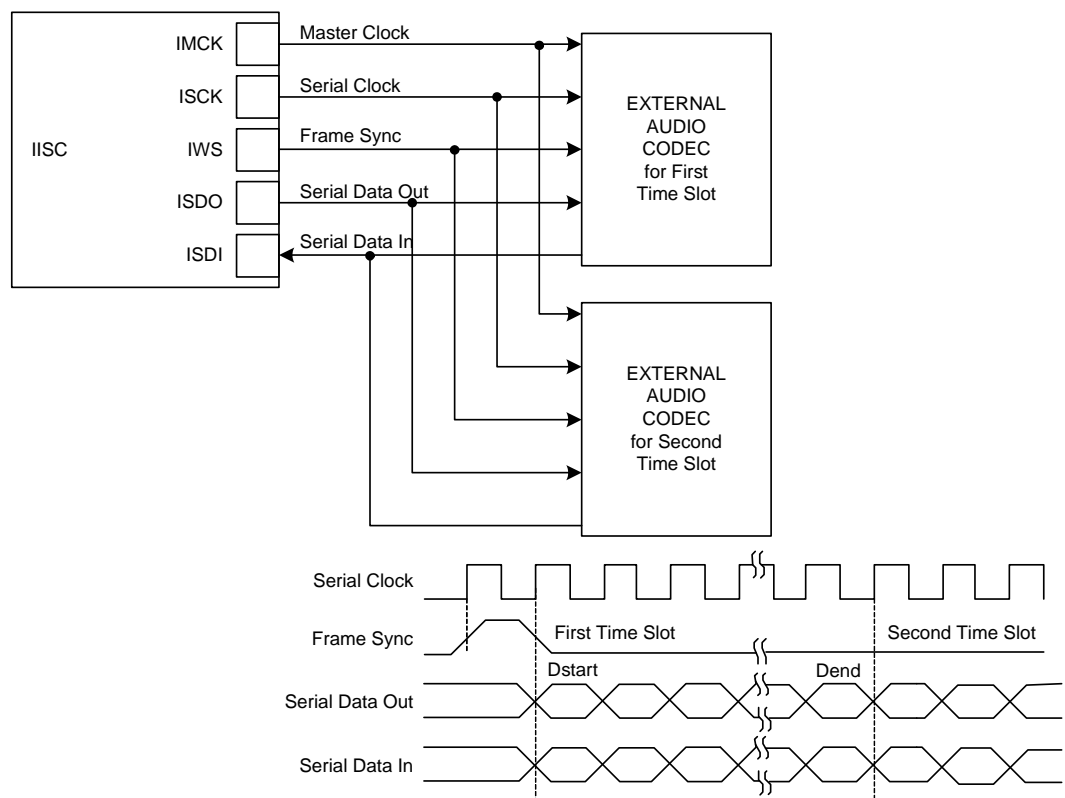 IMCK
Master Clock
ISCK
Serial Clock
IISC
IWS
Frame Sync
ISDO
Serial Data Out
ISDI
Serial Data In
EXTERNAL
AUDIO
CODEC
for First
Time Slot
EXTERNAL
AUDIO
CODEC
for Second
Time Slot
Serial Clock
Frame Sync
First Time Slot
Second Time Slot
Dstart
Dend
Serial Data Out
Serial Data In